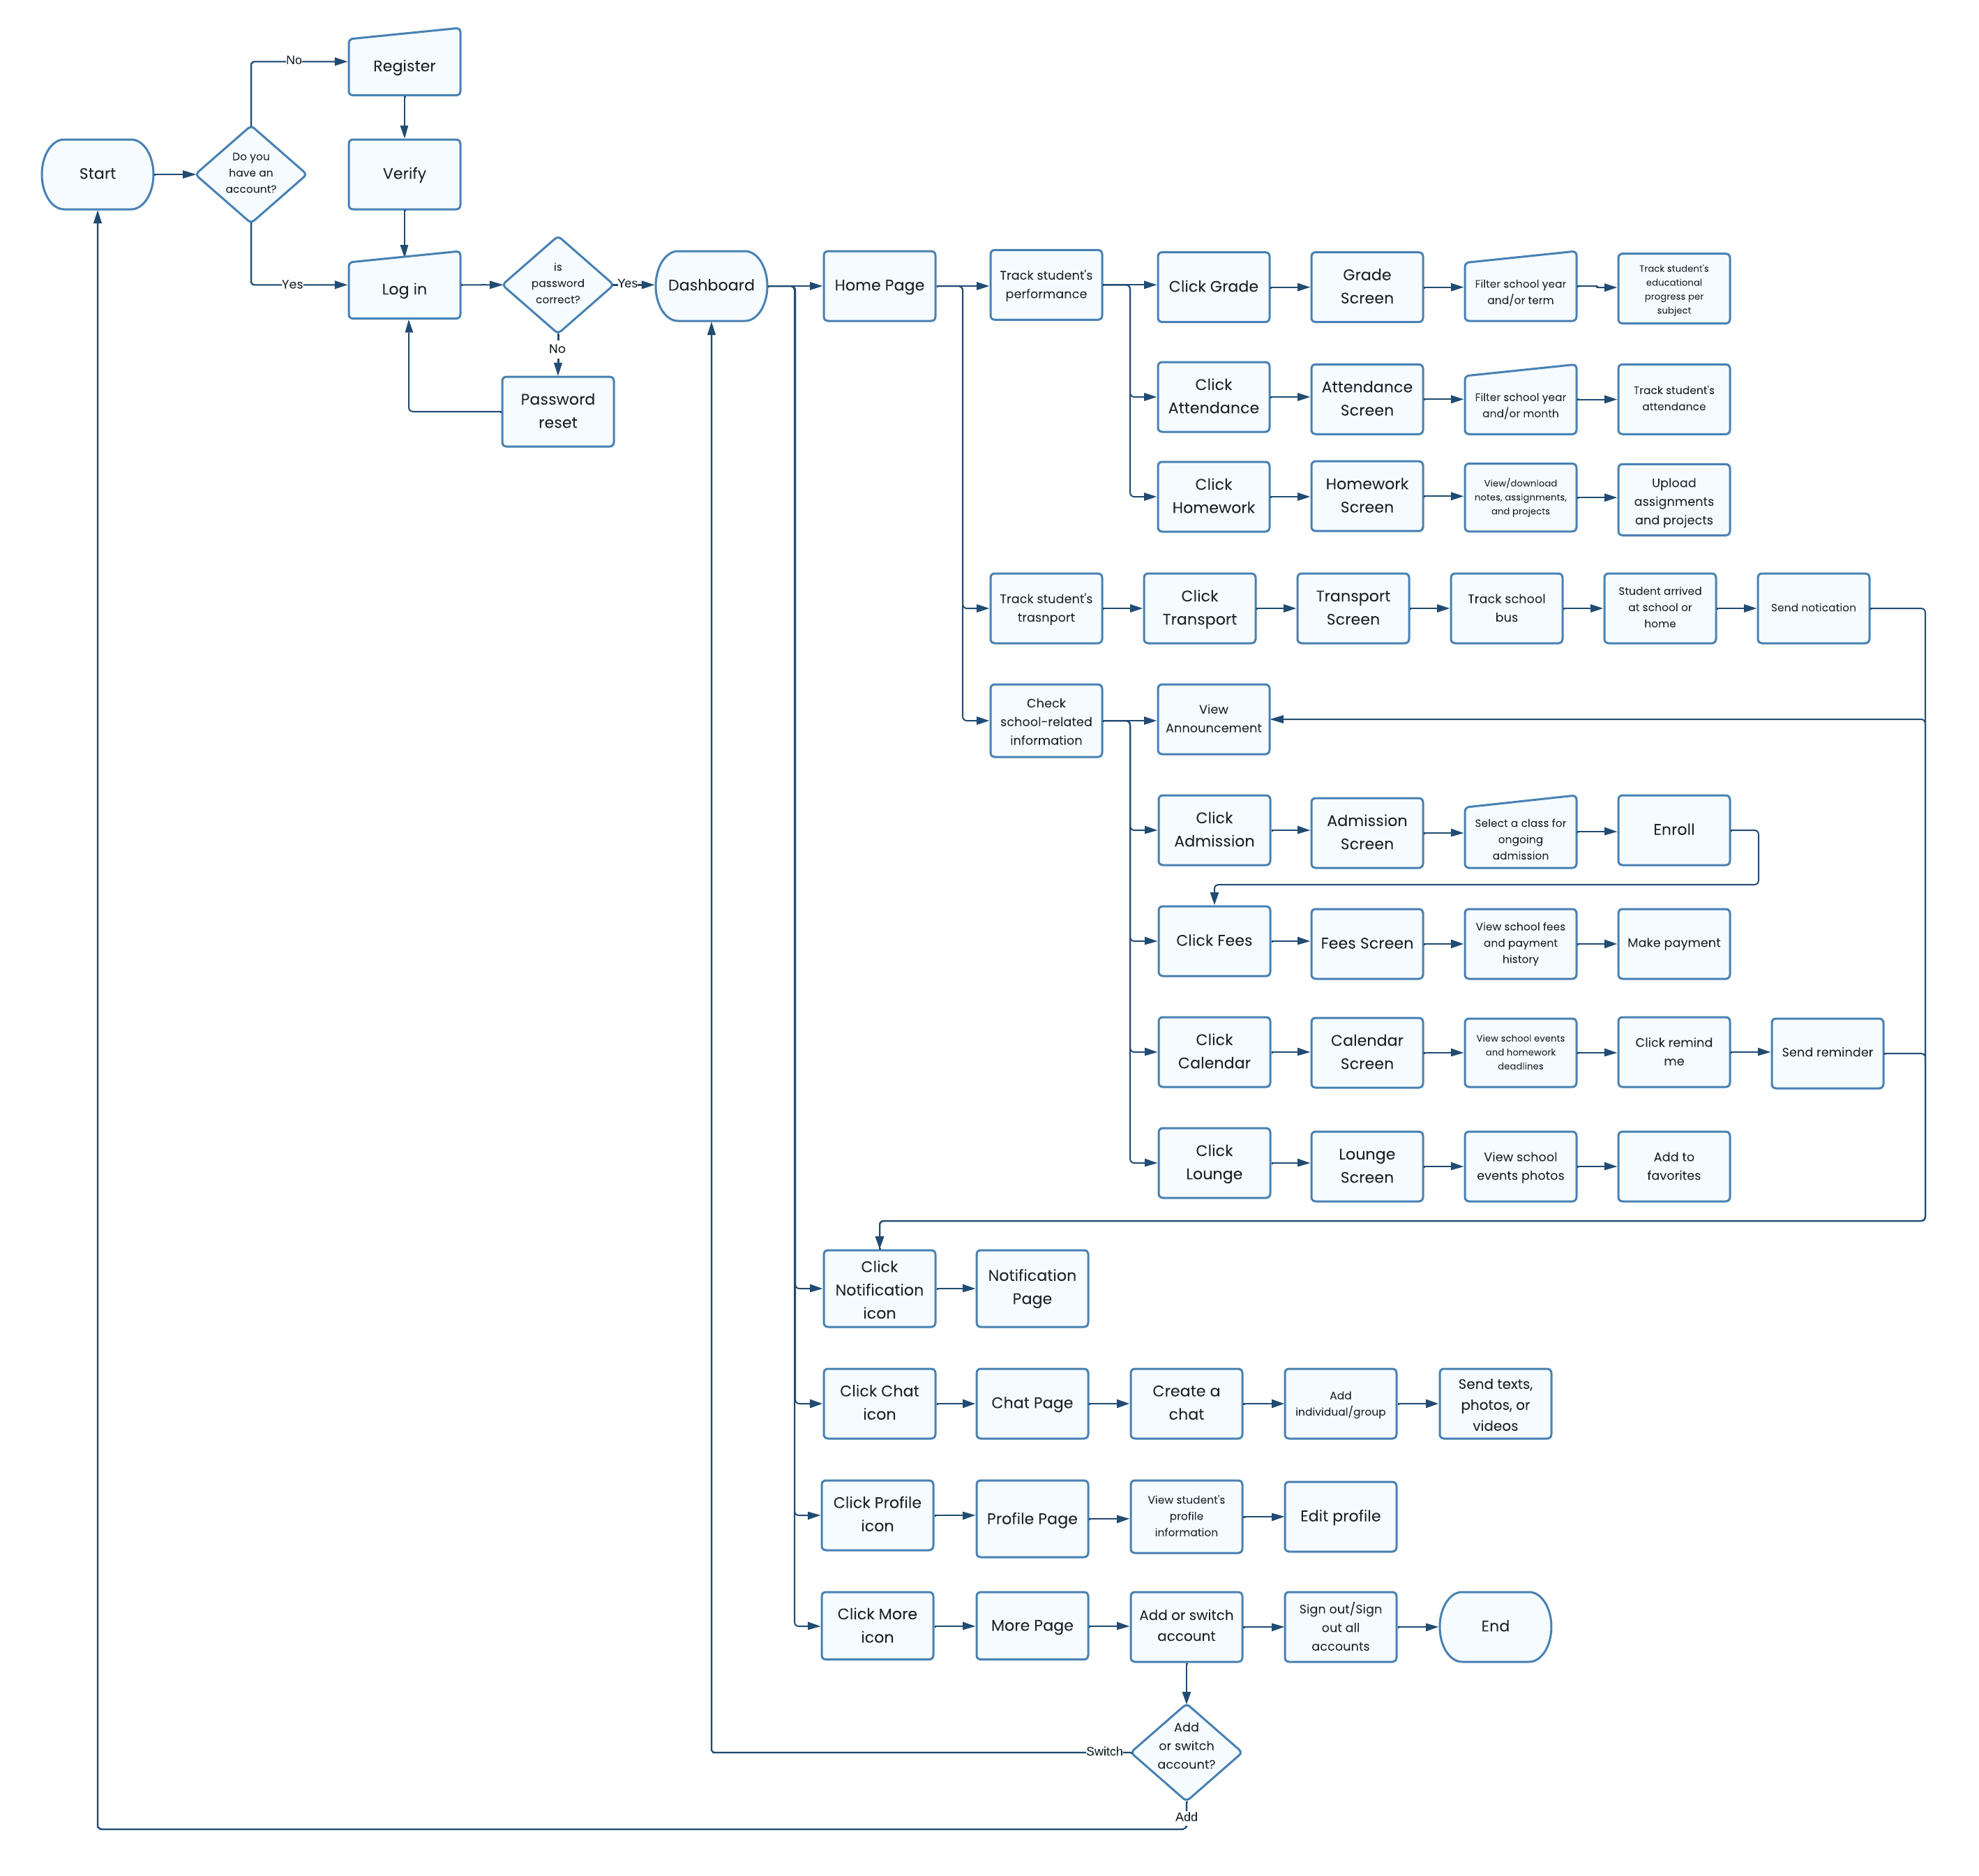 No
Register
Start
Do you
have an
account?
Verify
Yes
Log in
is
password
correct?
Yes
No
Password
reset
Dashboard
Home Page
Track student's
performance
Click Grade
Grade
Screen
Filter school year
and/or term
Track student's
educational
progress per
subject
Click
Attendance
Attendance
Screen
Filter school year
and/or month
Track student's
attendance
Click
Homework
Homework
Screen
View/download
notes, assignments,
and projects
Upload
assignments
and projects
Track student's
trasnport
Click
Transport
Transport
Screen
Track school
bus
Student arrived
at school or
home
Send notication
Check
school-related
information
View
Announcement
Click
Admission
Admission
Screen
Select a class for
ongoing
admission
Enroll
Click Fees
Fees Screen
View school fees
and payment
history
Make payment
Click
Calendar
Calendar
Screen
View school events
and homework
deadlines
Click remind
me
Send reminder
Click
Lounge
Lounge
Screen
View school
events photos
Add to
favorites
Click
Notification
icon
Notification
Page
Click Chat
icon
Chat Page
Create a
chat
Add
individual/group
Send texts,
photos, or
videos
Click Profile
icon
Profile Page
View student's
profile
information
Edit profile
Click More
icon
More Page
Add or switch
account
Sign out/Sign
out all
accounts
End
Add
or switch
account?
Switch
Add